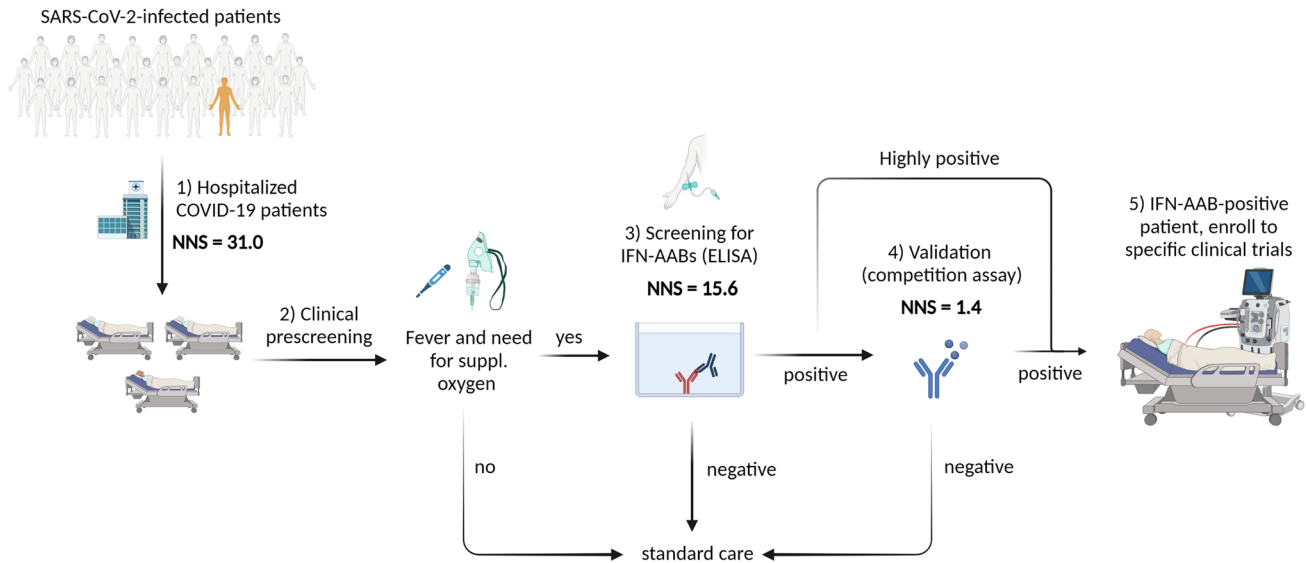 SARS-CoV-2-infected patients
1) Hospitalized
COVID-19 patients
NNS = 31.0
2) Clinical
prescreening
Fever and need
for suppl.
oxygen
yes
no
3) Screening for
IFN-AABs (ELISA)
NNS = 15.6
positive
negative
Highly positive
4) Validation
(competition assay)
NNS = 1.4
positive
negative
5) IFN-AAB-positive
patient, enroll to
specific clinical trials
standard care